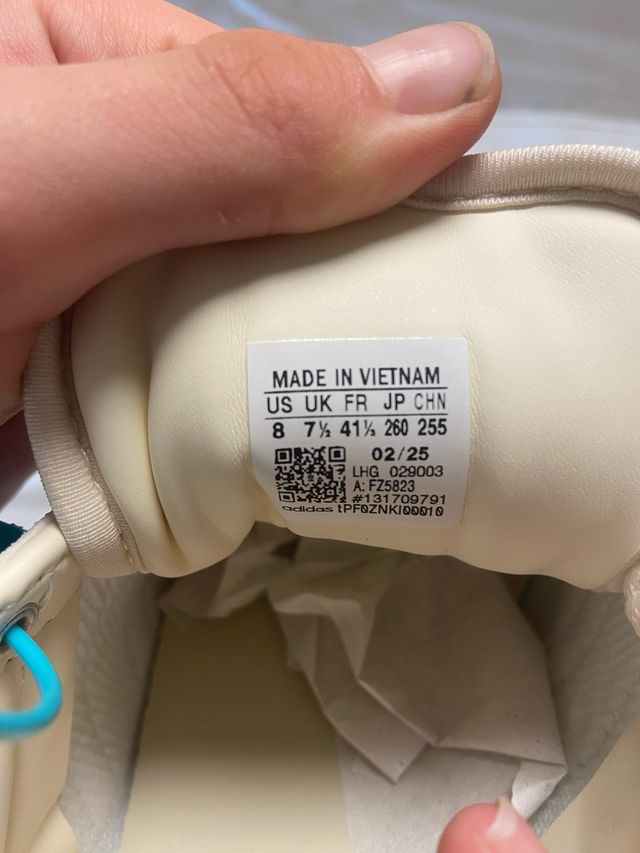 MADE IN VIETNAM
US UK FR JP CHN
8 7½ 41⅓ 260 255
02/25
LHG 029003
A: FZ5823
#131709791
adidas tPF0ZNKI00010